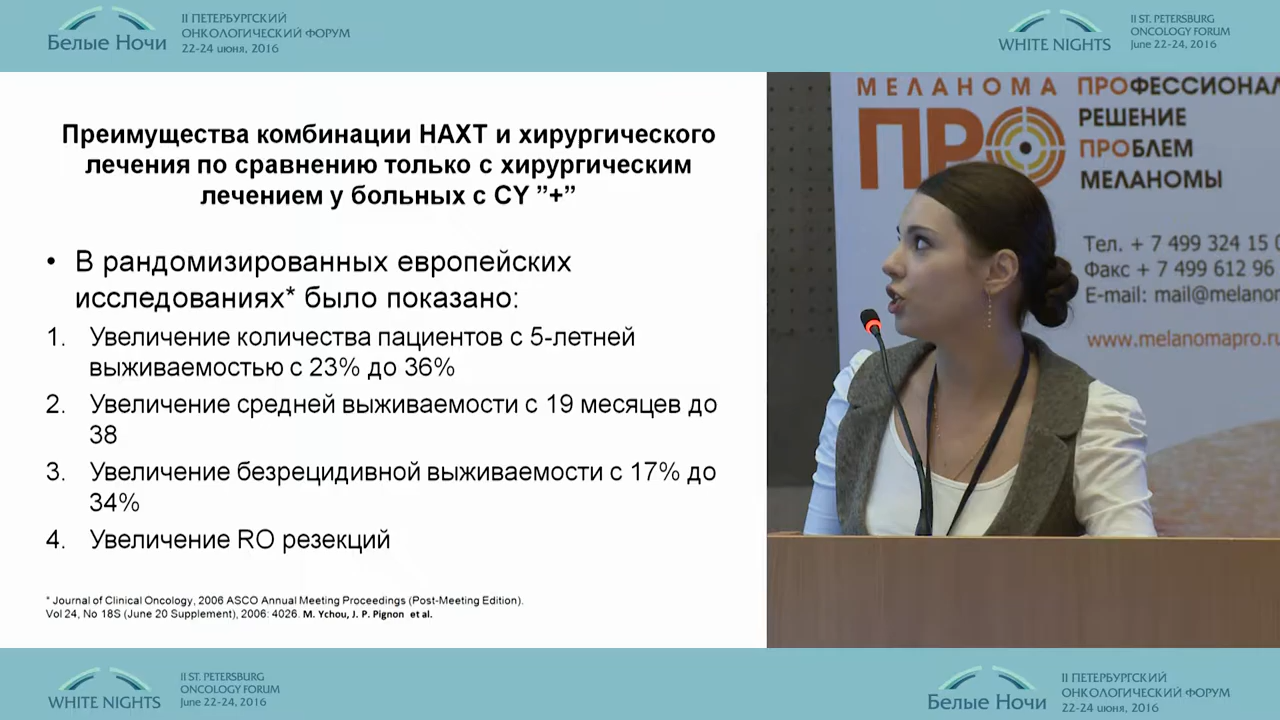 Белые Ночи
II ПЕТЕРБУРГСКИЙ
ОНКОЛОГИЧЕСКИЙ ФОРУМ
22-24 июня, 2016
WHITE NIGHTS
II ST. PETERSBURG
ONCOLOGY FORUM
June 22-24, 2016
Преимущества комбинации НАХТ и хирургического
лечения по сравнению только с хирургическим
лечением у больных с CY ”+”
• В рандомизированных европейских
исследованиях* было показано:
1. Увеличение количества пациентов с 5-летней
выживаемостью с 23% до 36%
2. Увеличение средней выживаемости с 19 месяцев до
38
3. Увеличение безрецидивной выживаемости с 17% до
34%
4. Увеличение RO резекций
* Journal of Clinical Oncology, 2006 ASCO Annual Meeting Proceedings (Post-Meeting Edition).
Vol 24, No 18S (June 20 Supplement), 2006: 4026. M. Ychou, J. P. Pignon et al.
МЕЛАНОМА
ПРО
ПРОФЕССИОНАЛ
РЕШЕНИЕ
ПРОБЛЕМ
МЕЛАНОМЫ
Тел. + 7 499 324 15
Факс + 7 499 612 96
E-mail: mail@melanom
www.melanomapro.ru
WHITE NIGHTS
II ST. PETERSBURG
ONCOLOGY FORUM
June 22-24, 2016
Белые Ночи
II ПЕТЕРБУРГСКИЙ
ОНКОЛОГИЧЕСКИЙ ФОРУМ
22-24 июня, 2016